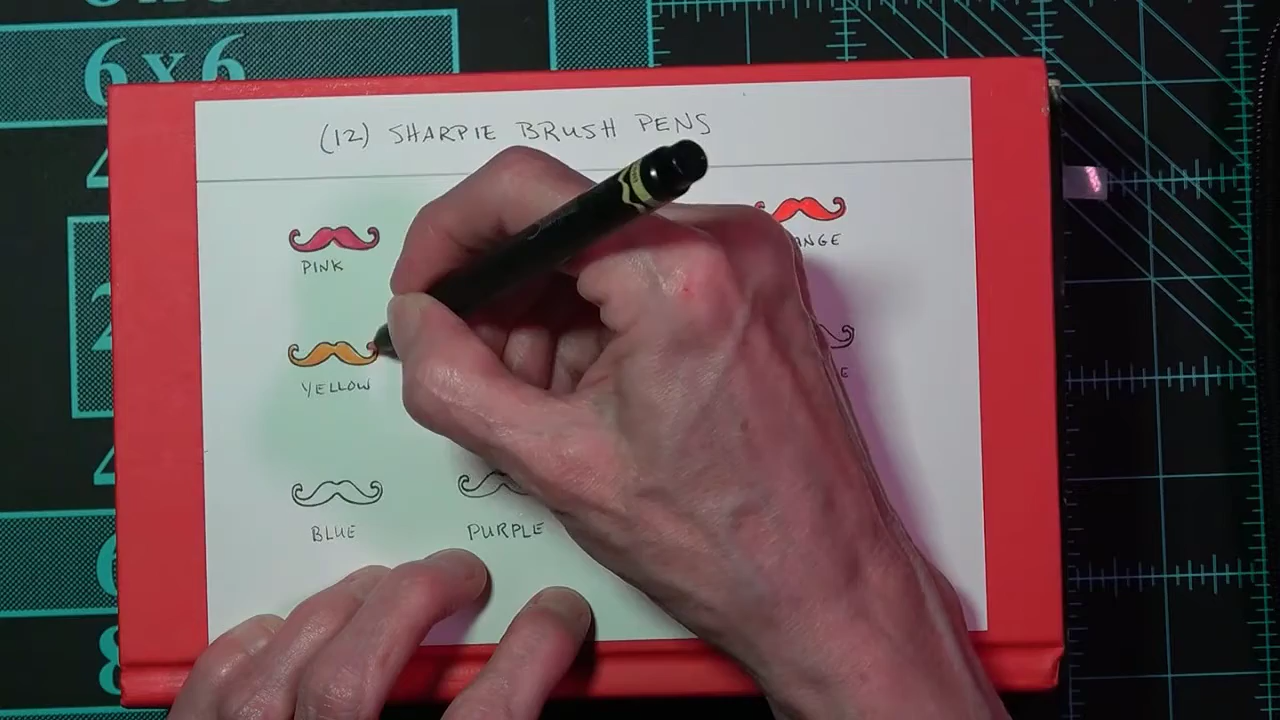 6x6
(12) SHARPIE BRUSH PENS
PINK
YELLOW
BLUE
PURPLE